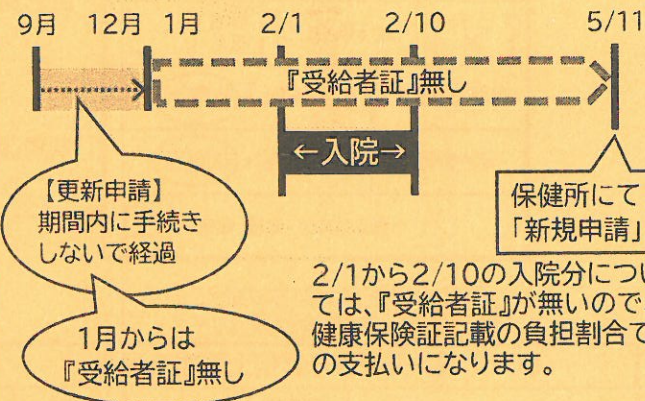 9月 12月 1月 2/1 2/10 5/11
『受給者証』無し
←入院→
【更新申請】
期間内に手続き
しないで経過
保健所にて
「新規申請」
1月からは
『受給者証』無し
2/1から2/10の入院分につい
ては、『受給者証』が無いので
健康保険証記載の負担割合で
の支払いになります。